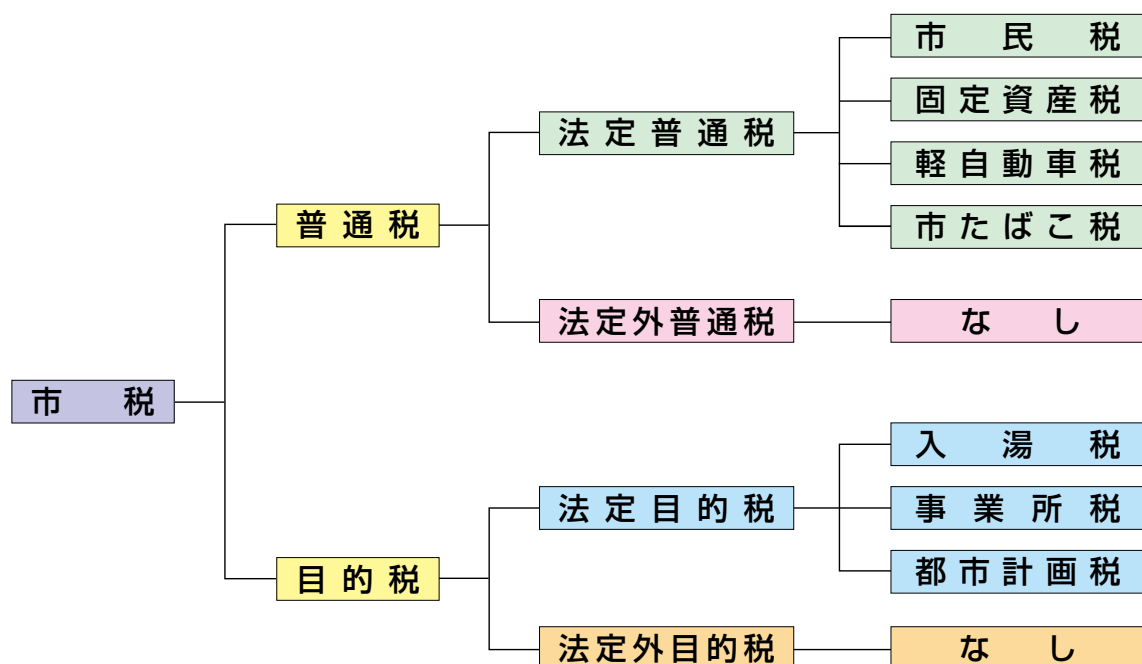 市税
普通税
法定普通税
市民税
固定資産税
軽自動車税
市たばこ税
法定外普通税
なし
目的税
法定目的税
入湯税
事業所税
都市計画税
法定外目的税
なし